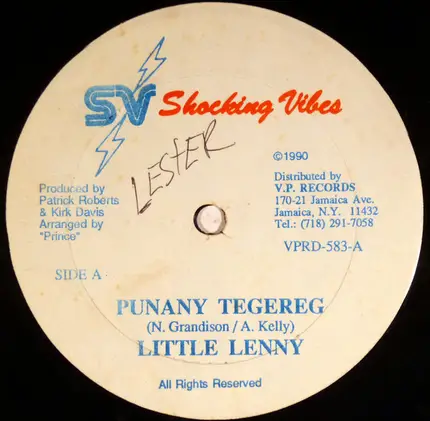 SV Shocking Vibes
LESTER
©1990
Produced by
Patrick Roberts
& Kirk Davis
Arranged by
"Prince"
Distributed by
V.P. RECORDS
170-21 Jamaica Ave.
Jamaica, N.Y. 11432
Tel.: (718) 291-7058
VPRD-583-A
SIDE A
PUNANY TEGEREG
(N. Grandison / A. Kelly)
LITTLE LENNY
All Rights Reserved